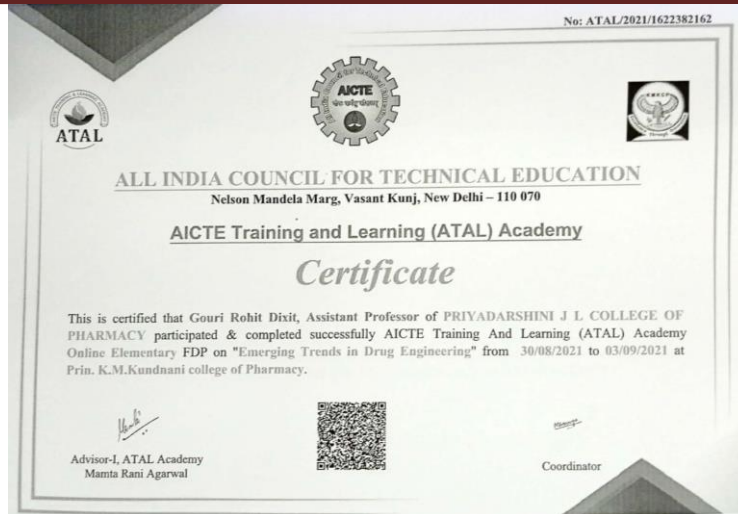 No: ATAL/2021/1622382162
ATAL
AICTE
ALL INDIA COUNCIL FOR TECHNICAL EDUCATION
Nelson Mandela Marg, Vasant Kunj, New Delhi – 110 070
AICTE Training and Learning (ATAL) Academy
Certificate
This is certified that Gouri Rohit Dixit, Assistant Professor of PRIYADARSHINI J L COLLEGE OF
PHARMACY participated & completed successfully AICTE Training And Learning (ATAL) Academy
Online Elementary FDP on "Emerging Trends in Drug Engineering" from 30/08/2021 to 03/09/2021 at
Prin. K.M.Kundnani college of Pharmacy.
Advisor-I, ATAL Academy
Mamta Rani Agarwal
Coordinator